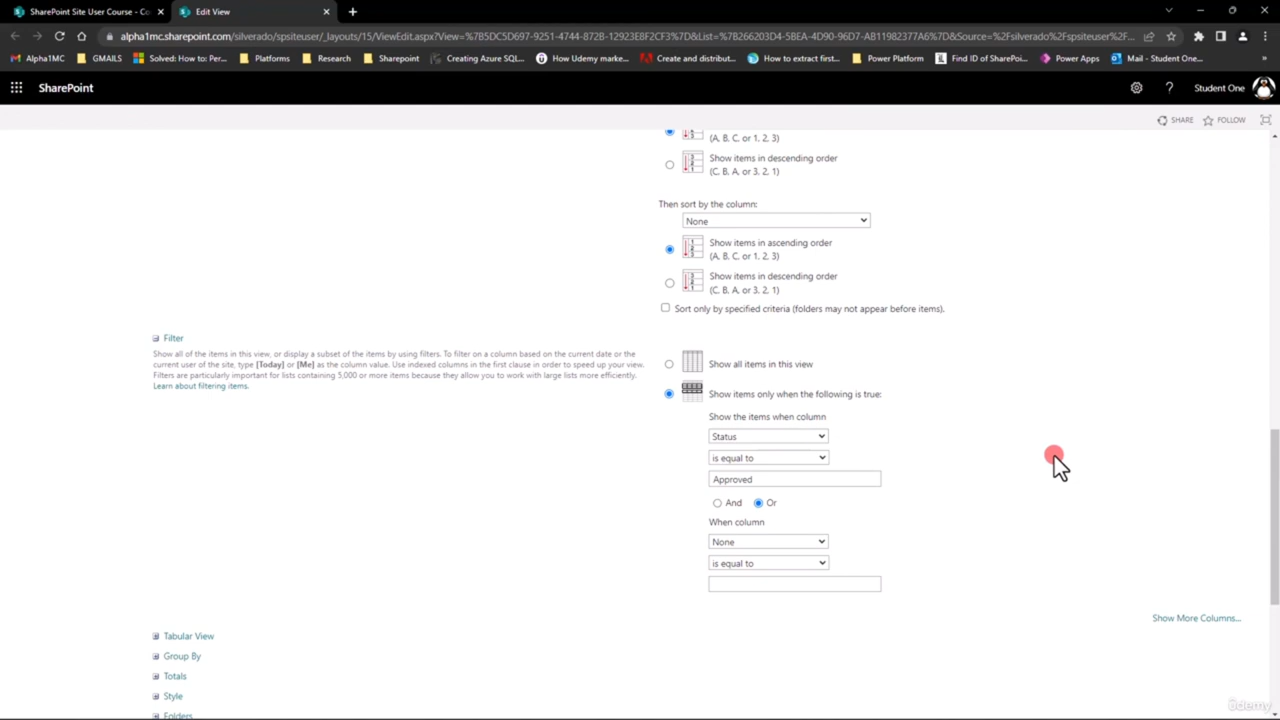 SharePoint Site User Course - Co
Edit View
alpha1mc.sharepoint.com/silverado/spsiteuser/_layouts/15/ViewEdit.aspx?View=%7B5DC5D697-9251-4744-872B-12923E8F2CF3%7D&List=%7B266203D4-5BEA-4D90-96D7-AB11982377A6%7D&Source=%2Fsilverado%2Fspsiteuser%2F...
Alpha1MC
GMAILS
Solved: How to: Per...
Platforms
Research
Sharepoint
Creating Azure SQL...
How Udemy marke...
Create and distribut...
How to extract first...
Power Platform
Find ID of SharePoi...
Power Apps
Mail - Student One...
SharePoint
Student One
SHARE
FOLLOW
(A, B, C, or 1, 2, 3)
Show items in descending order
(C, B, A, or 3, 2, 1)
Then sort by the column:
None
Show items in ascending order
(A, B, C, or 1, 2, 3)
Show items in descending order
(C, B, A, or 3, 2, 1)
Sort only by specified criteria (folders may not appear before items).
Filter
Show all of the items in this view, or display a subset of the items by using filters. To filter on a column based on the current date or the
current user of the site, type [Today] or [Me] as the column value. Use indexed columns in the first clause in order to speed up your view.
Filters are particularly important for lists containing 5,000 or more items because they allow you to work with large lists more efficiently.
Learn about filtering items.
Show all items in this view
Show items only when the following is true:
Show the items when column
Status
is equal to
Approved
And
Or
When column
None
is equal to
Show More Columns...
Tabular View
Group By
Totals
Style
Folders
ûdemy